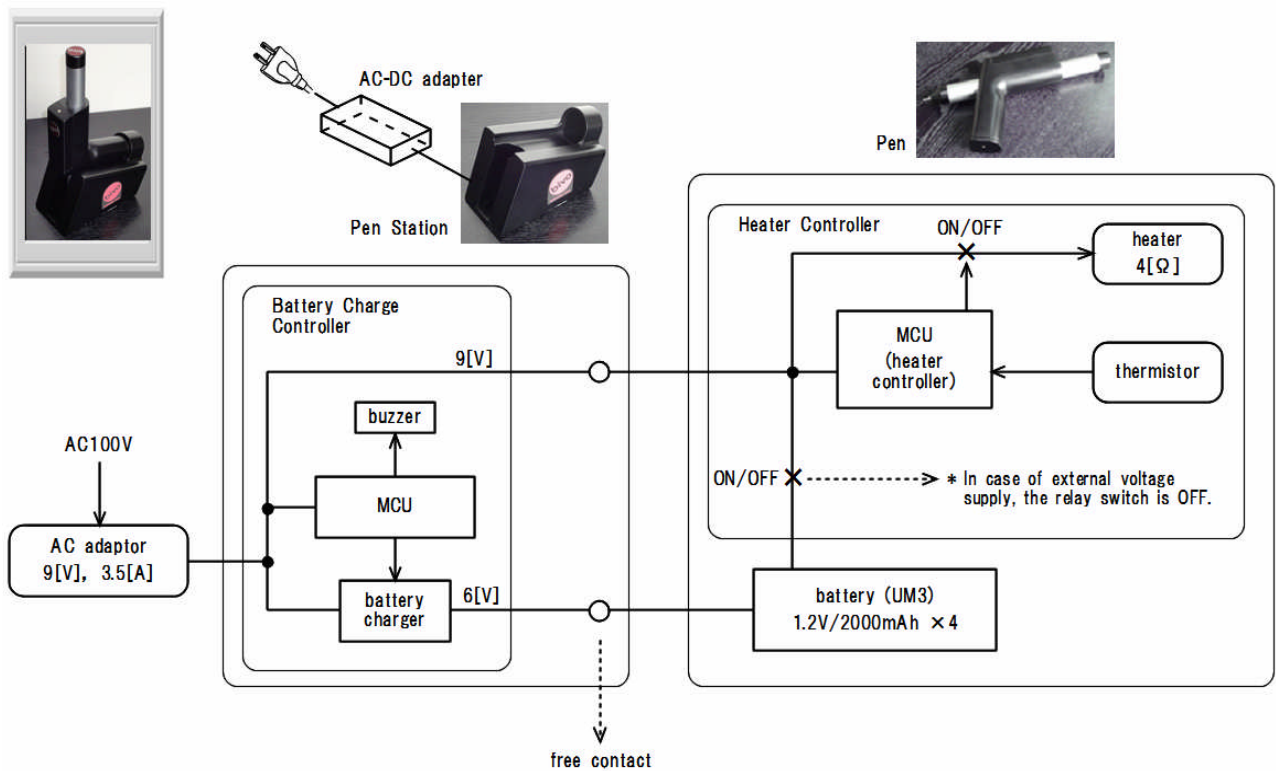 AC-DC adapter
Pen
Pen Station
bivo
bivo
Heater Controller
ON/OFF
heater
4[Ω]
Battery Charge
Controller
MCU
(heater
controller)
9[V]
thermistor
buzzer
AC100V
ON/OFF
* In case of external voltage
supply, the relay switch is OFF.
MCU
AC adaptor
9[V], 3.5[A]
battery
charger
6[V]
battery (UM3)
1.2V/2000mAh ×4
free contact